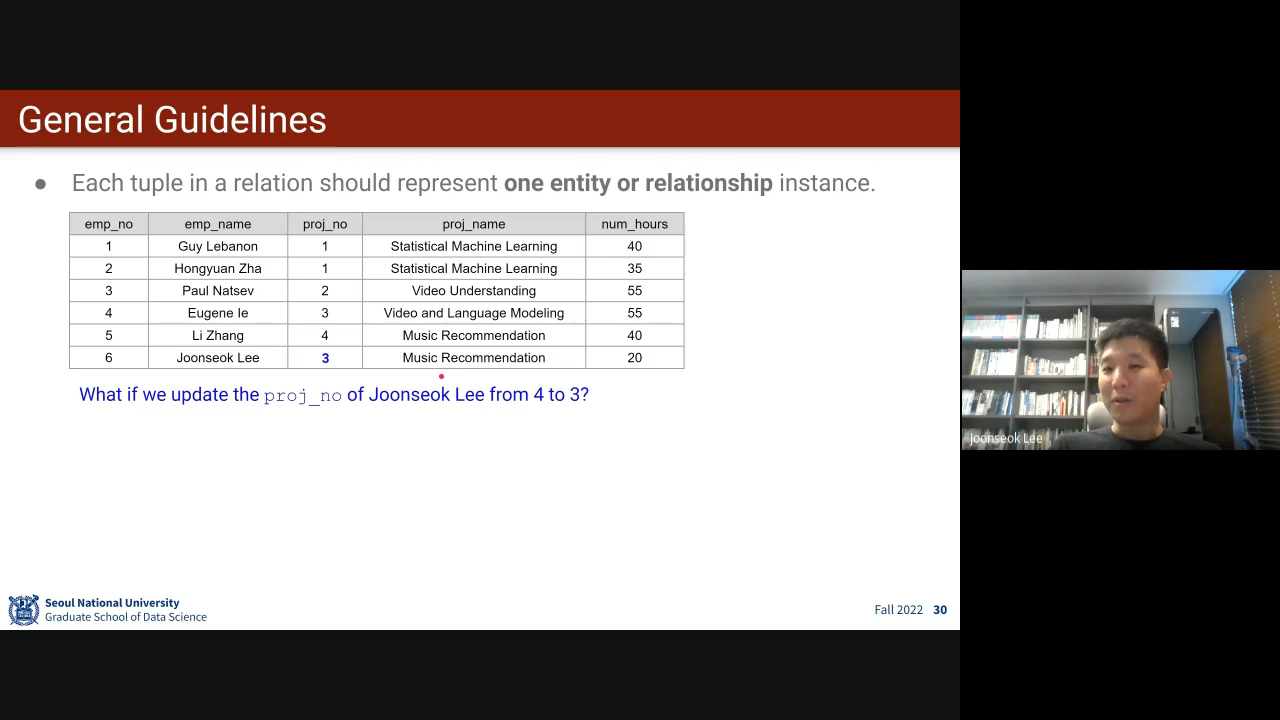 General Guidelines
● Each tuple in a relation should represent one entity or relationship instance.
emp_no emp_name proj_no proj_name num_hours
1 Guy Lebanon 1 Statistical Machine Learning 40
2 Hongyuan Zha 1 Statistical Machine Learning 35
3 Paul Natsev 2 Video Understanding 55
4 Eugene Ie 3 Video and Language Modeling 55
5 Li Zhang 4 Music Recommendation 40
6 Joonseok Lee 3 Music Recommendation 20
What if we update the proj_no of Joonseok Lee from 4 to 3?
Joonseok Lee
Seoul National University
Graduate School of Data Science
Fall 2022 30